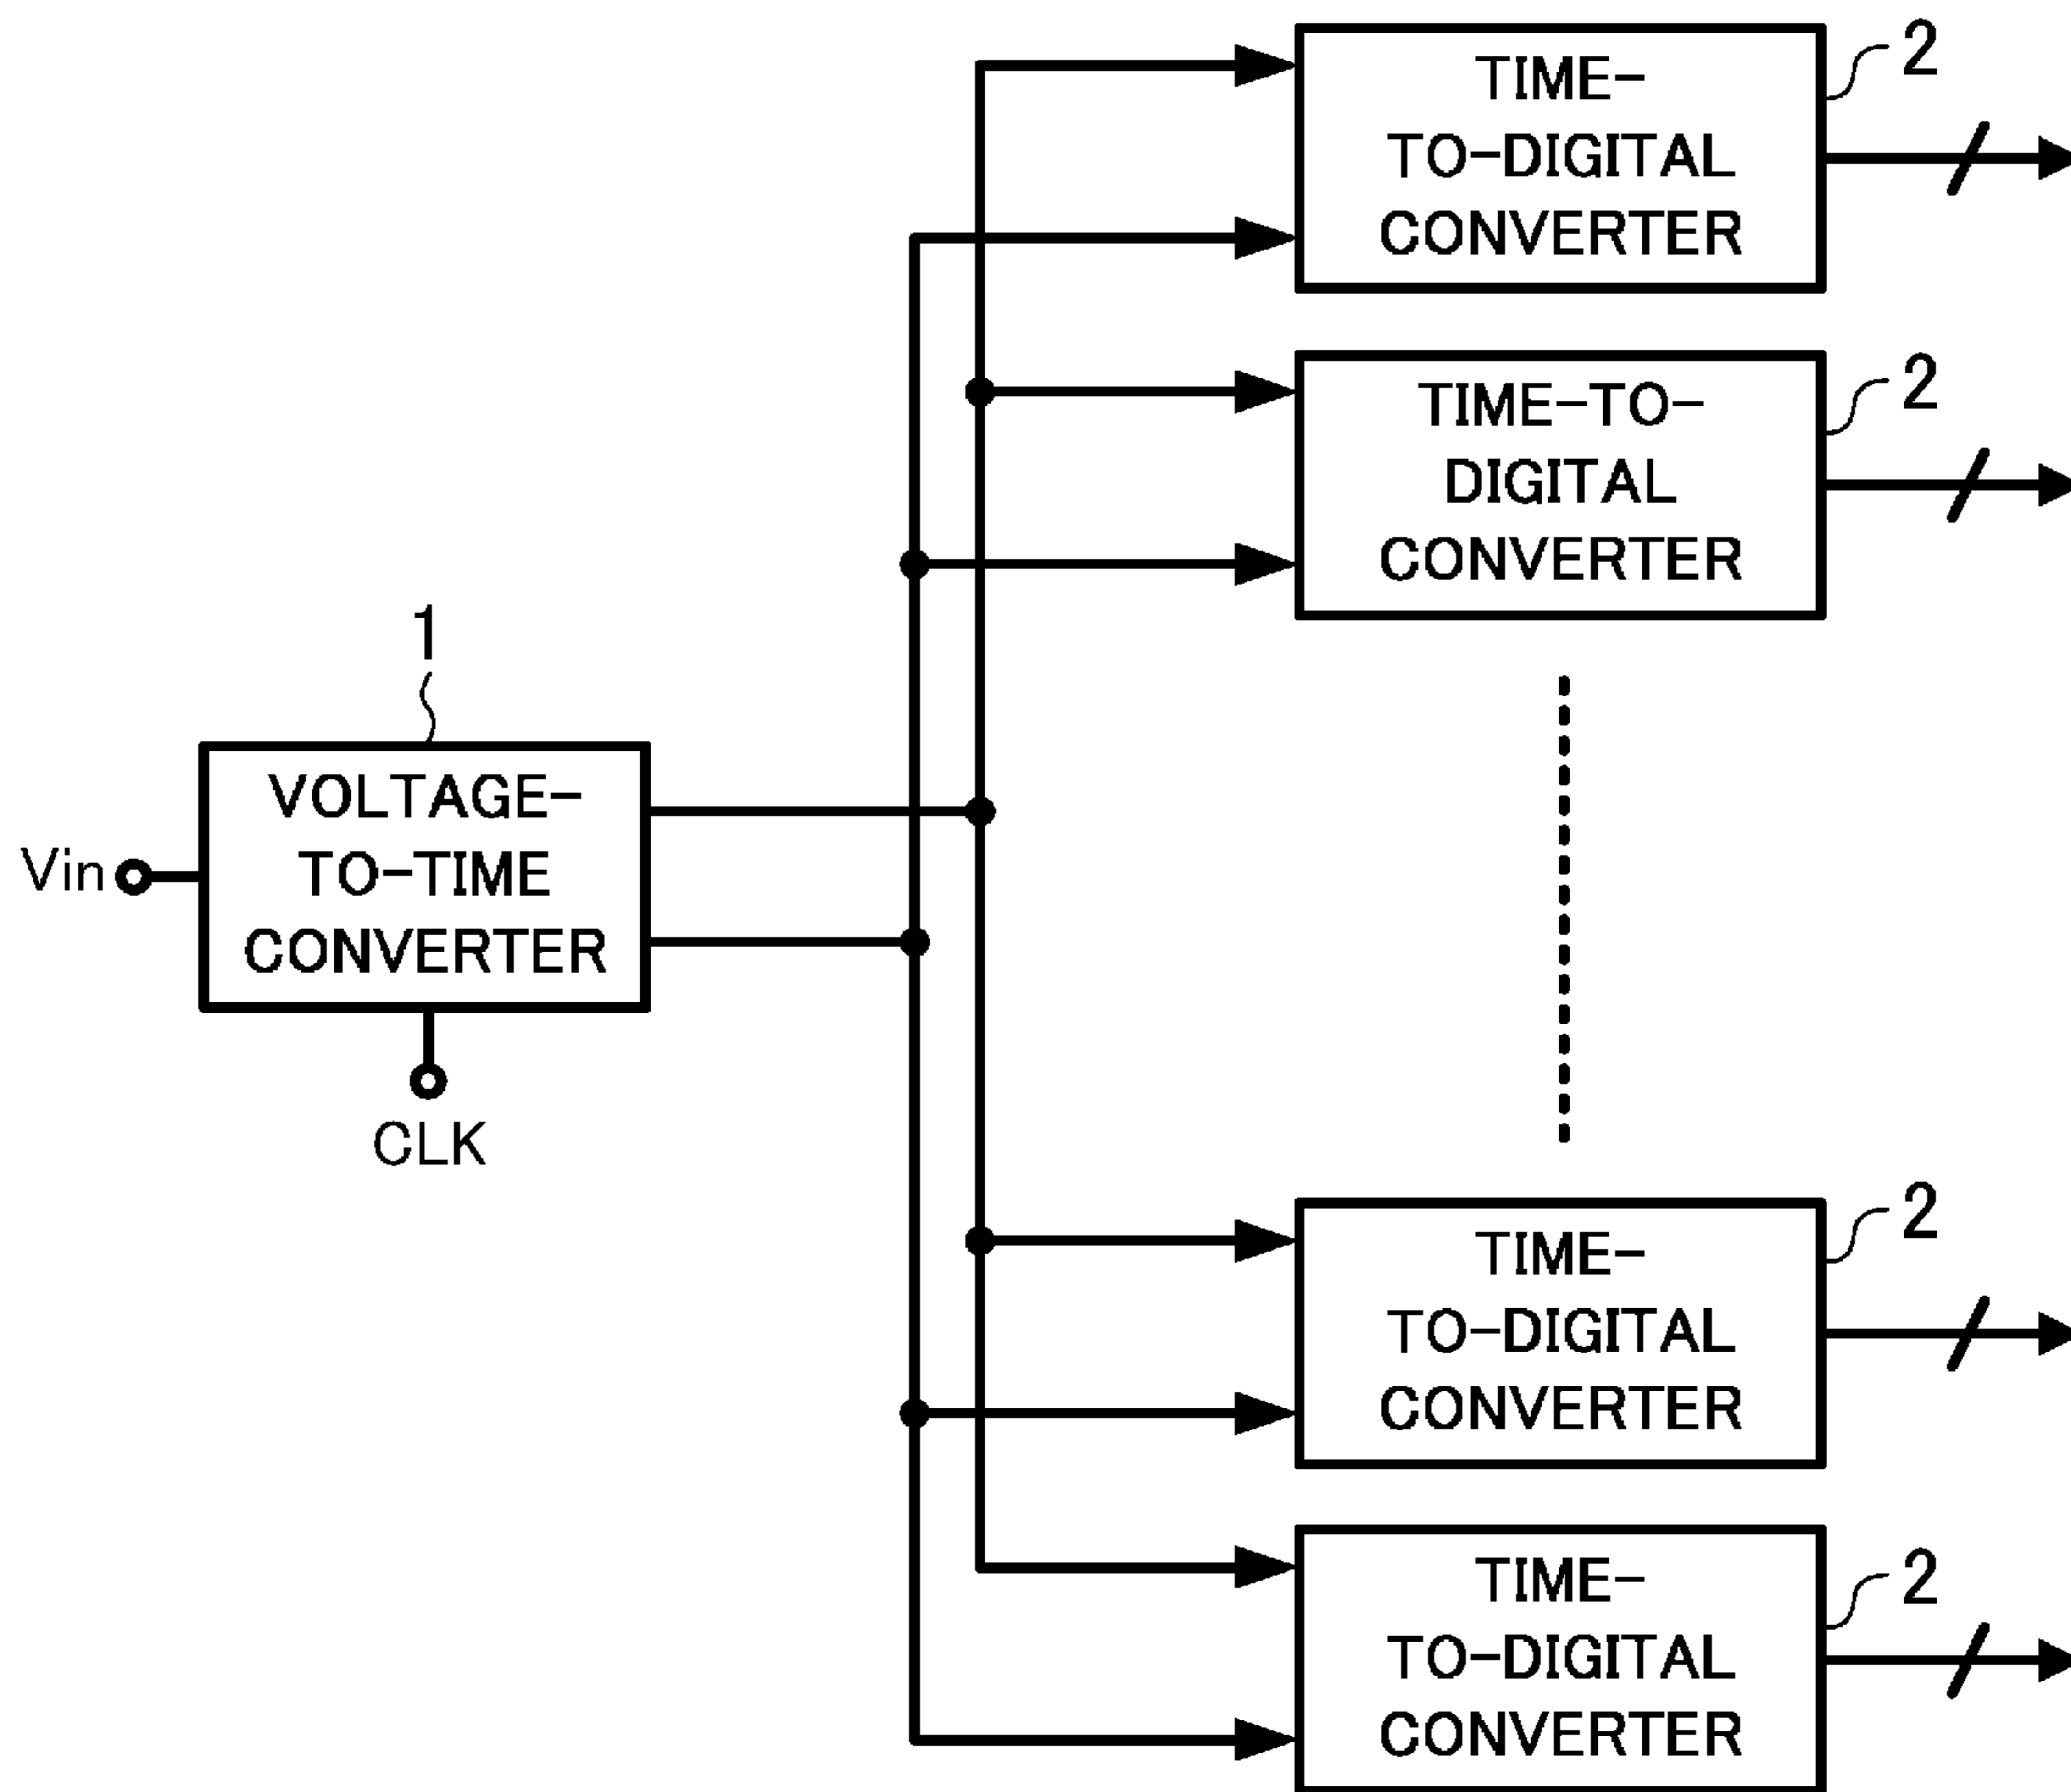 2
TIME-
TO-DIGITAL
CONVERTER
2
TIME-TO-
DIGITAL
CONVERTER
1
VOLTAGE-
TO-TIME
CONVERTER
Vin
CLK
2
TIME-
TO-DIGITAL
CONVERTER
2
TIME-
TO-DIGITAL
CONVERTER